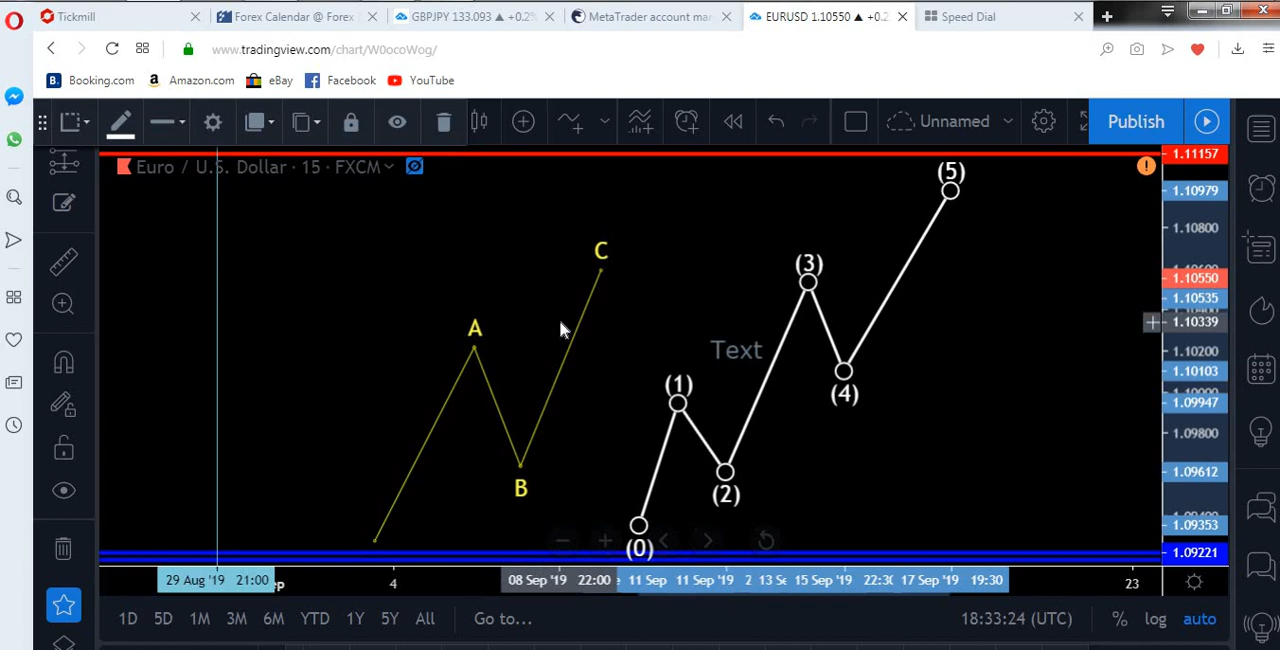 Tickmill
Forex Calendar @ Forex
GBPJPY 133.093 ▲ +0.2%
MetaTrader account mar
EURUSD 1.10550 ▲ +0.2
Speed Dial
www.tradingview.com/chart/W0ocoWog/
Booking.com
Amazon.com
eBay
Facebook
YouTube
Unnamed
Publish
Euro / U.S. Dollar · 15 · FXCM
1.11157
(5)
1.10979
1.10800
C
(3)
1.10550
1.10535
1.10339
A
Text
1.10200
1.10103
(1)
(4)
1.09947
1.09800
B
(2)
1.09612
1.09353
(0)
1.09221
29 Aug '19 21:00
4
08 Sep '19 22:00
11 Sep
11 Sep '19
15 Sep '19
17 Sep '19 19:30
23
1D 5D 1M 3M 6M YTD 1Y 5Y All
Go to...
18:33:24 (UTC)
% log auto